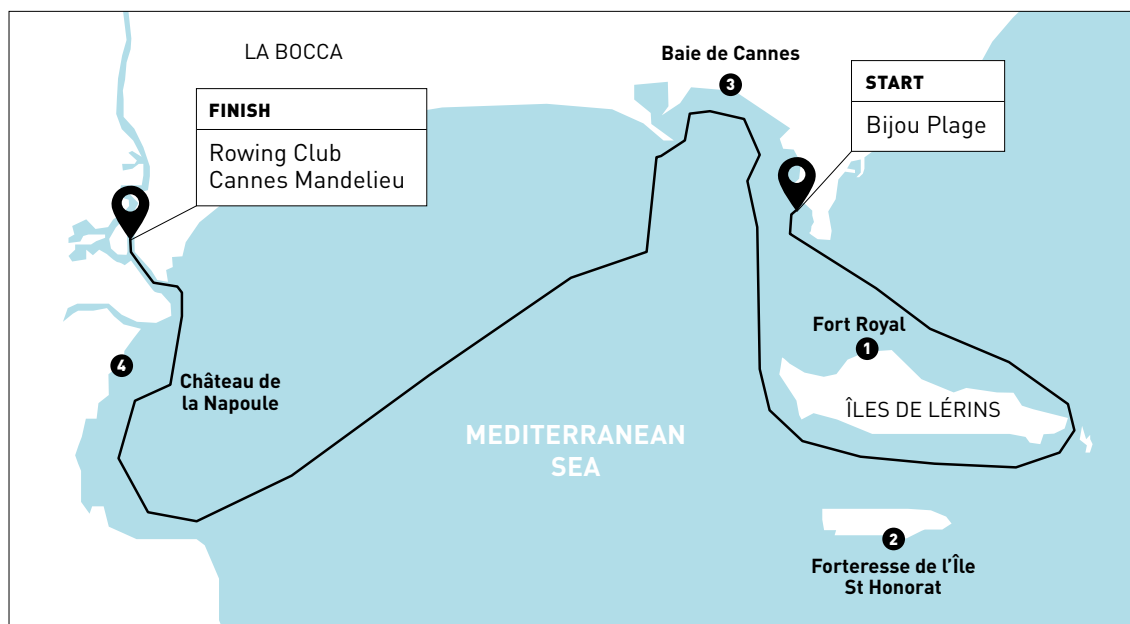 LA BOCCA
Baie de Cannes
3
START
Bijou Plage
FINISH
Rowing Club
Cannes Mandelieu
Fort Royal
1
4
Château de
la Napoule
ÎLES DE LÉRINS
MEDITERRANEAN
SEA
2
Forteresse de l’Île
St Honorat